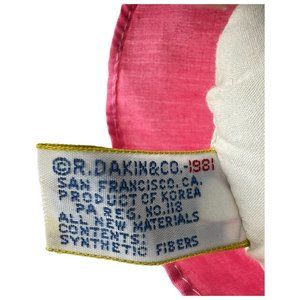 ©R. DAKIN & CO.-1981
SAN FRANCISCO, CA.
PRODUCT OF KOREA
PA. REG. NO. 118
ALL NEW MATERIALS
CONTENTS:
SYNTHETIC FIBERS